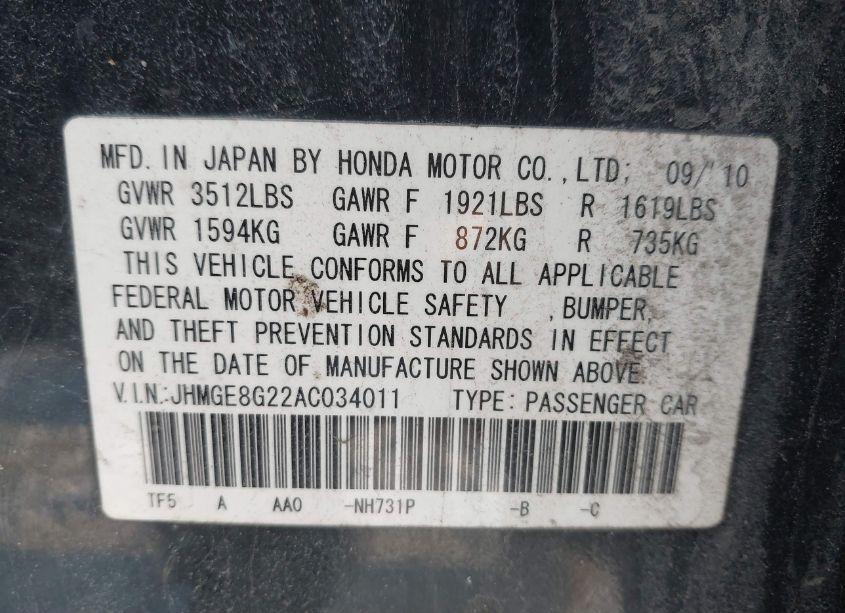 MFD. IN JAPAN BY HONDA MOTOR CO., LTD; 09/'10
GVWR 3512LBS GAWR F 1921LBS R 1619LBS
GVWR 1594KG GAWR F 872KG R 735KG
THIS VEHICLE CONFORMS TO ALL APPLICABLE
FEDERAL MOTOR VEHICLE SAFETY , BUMPER,
AND THEFT PREVENTION STANDARDS IN EFFECT
ON THE DATE OF MANUFACTURE SHOWN ABOVE.
V.I.N.:JHMGE8G22AC034011 TYPE: PASSENGER CAR
TF5 A AA0 -NH731P -B -C